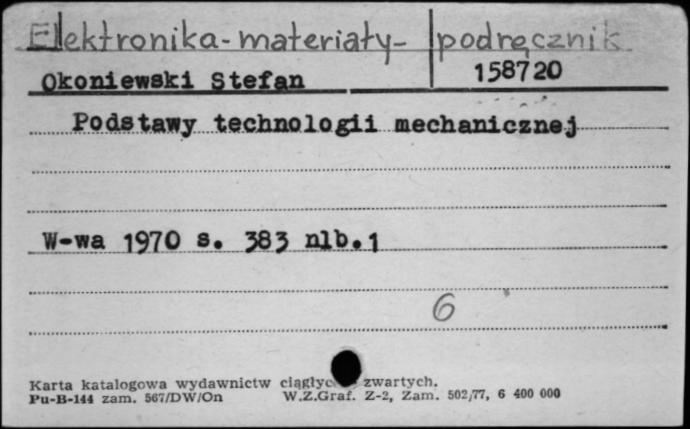 Elektronika-materiały- podręcznik
Okoniewski Stefan 158720
Podstawy technologii mechanicznej
W-wa 1970 s. 383 nlb.1
6
Karta katalogowa wydawnictw zwartych.
Pu-B-144 zam. 567/DW/On W.Z.Graf. Z-2, Zam. 502/77, 6 400 000